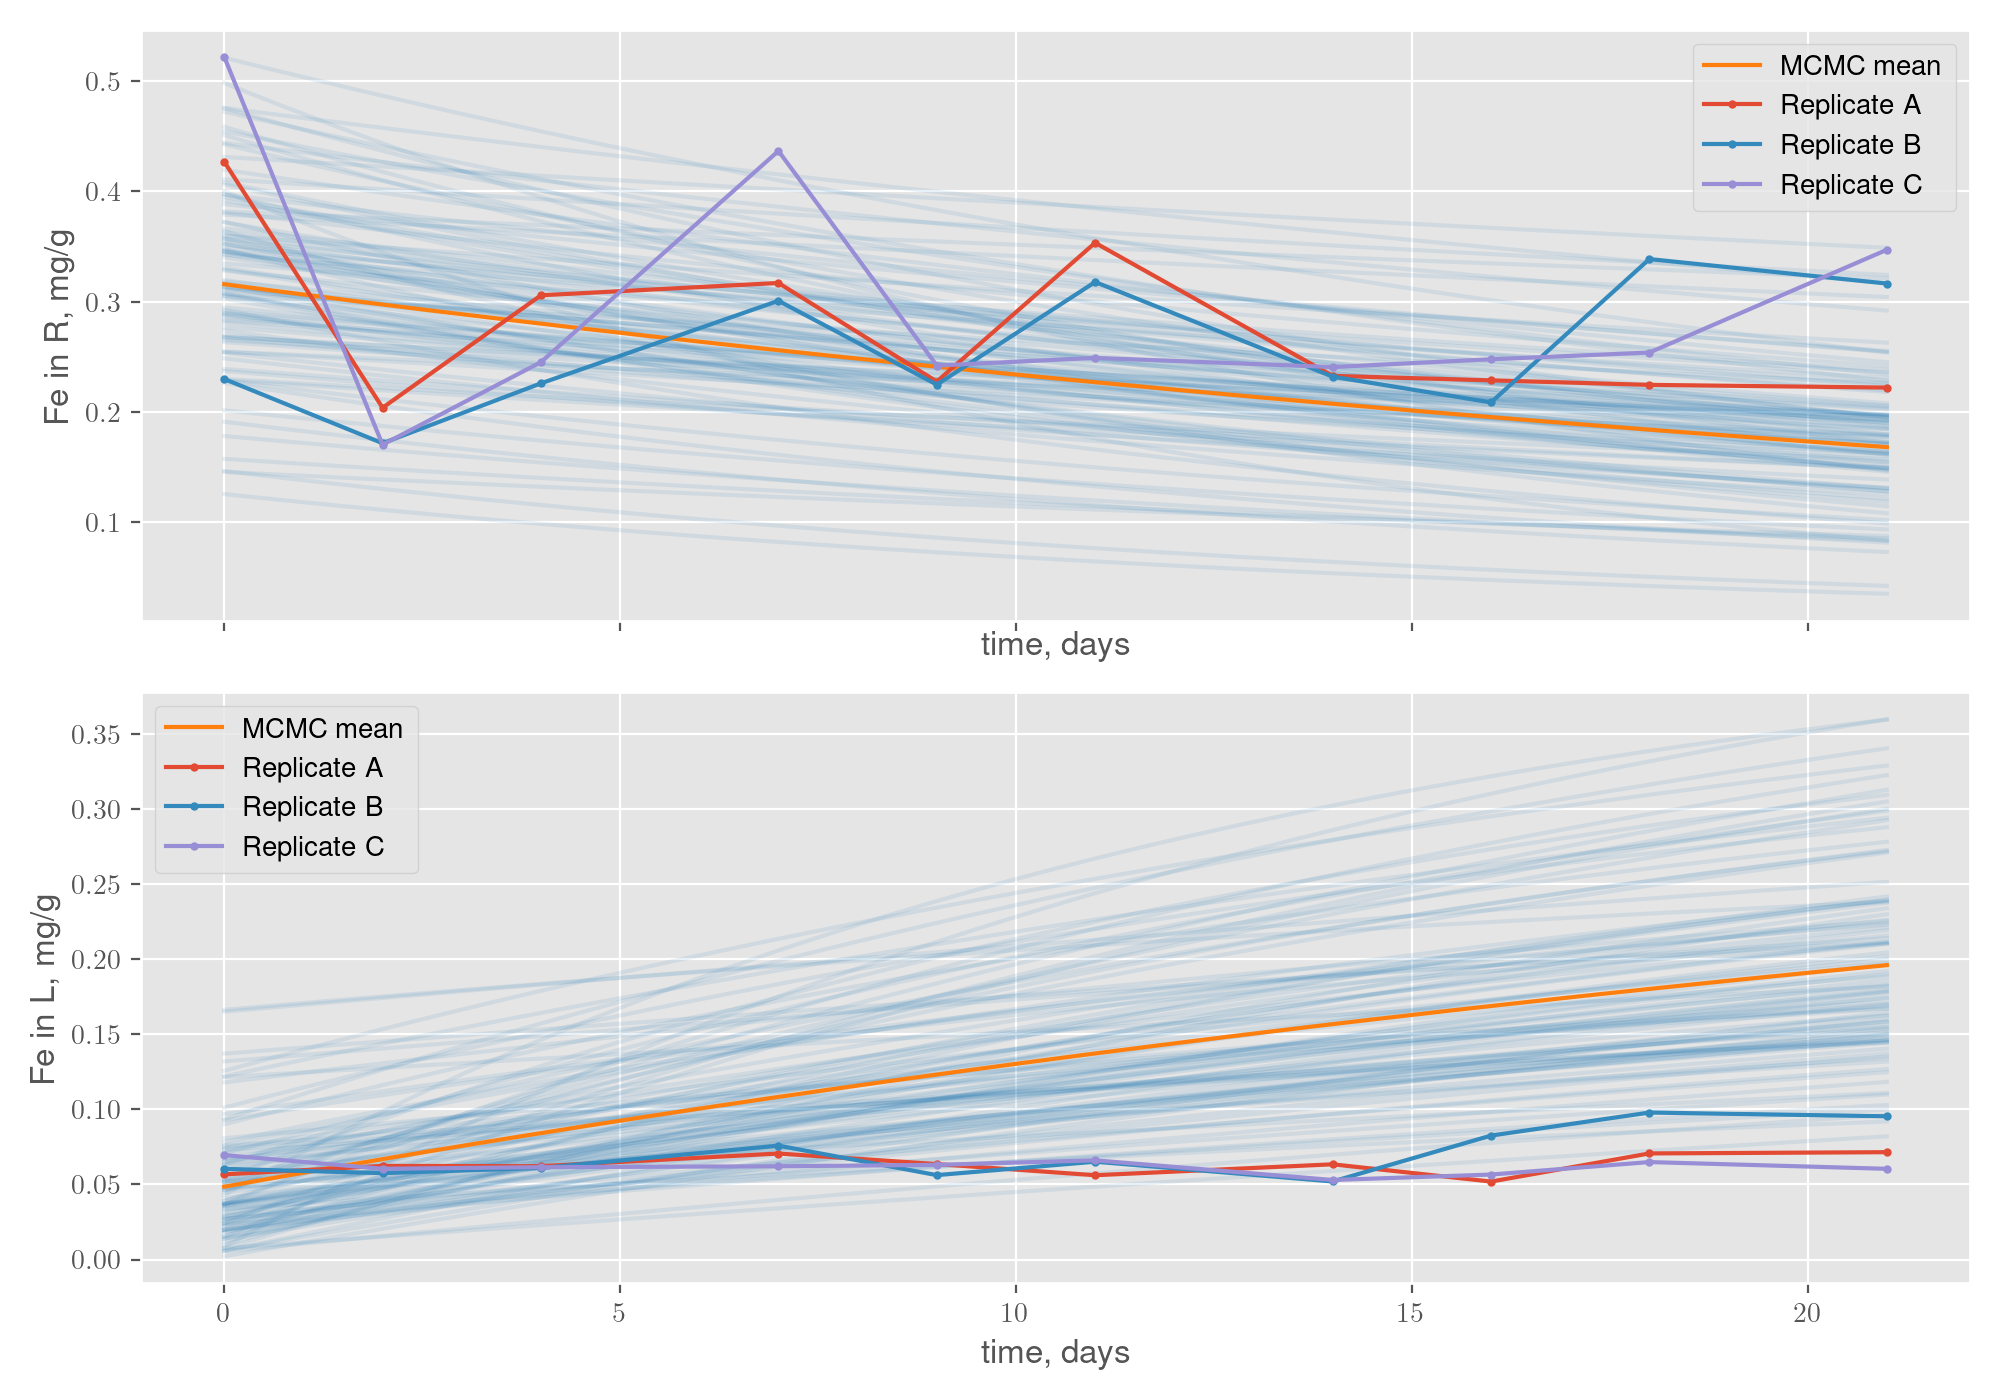 0.5
0.4
0.3
0.2
0.1
Fe in R, mg/g
MCMC mean
Replicate A
Replicate B
Replicate C
time, days
0.35
0.30
0.25
0.20
0.15
0.10
0.05
0.00
Fe in L, mg/g
MCMC mean
Replicate A
Replicate B
Replicate C
0 5 10 15 20
time, days